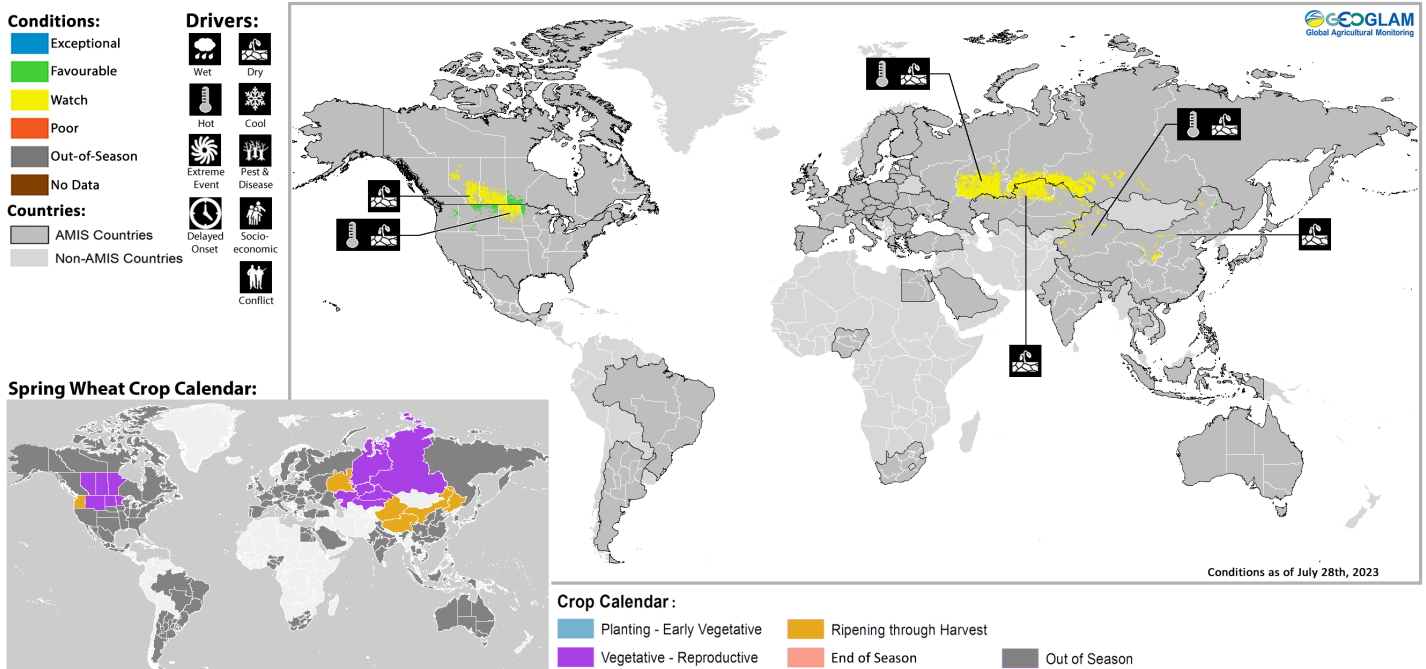 Conditions:
Exceptional
Favourable
Watch
Poor
Out-of-Season
No Data
Countries:
AMIS Countries
Non-AMIS Countries
Drivers:
Wet
Dry
Hot
Cool
Extreme
Event
Pest &
Disease
Delayed
Onset
Socio-
economic
Conflict
GEOGLAM
Global Agricultural Monitoring
Spring Wheat Crop Calendar:
Conditions as of July 28th, 2023
Crop Calendar :
Planting - Early Vegetative
Ripening through Harvest
Vegetative - Reproductive
End of Season
Out of Season